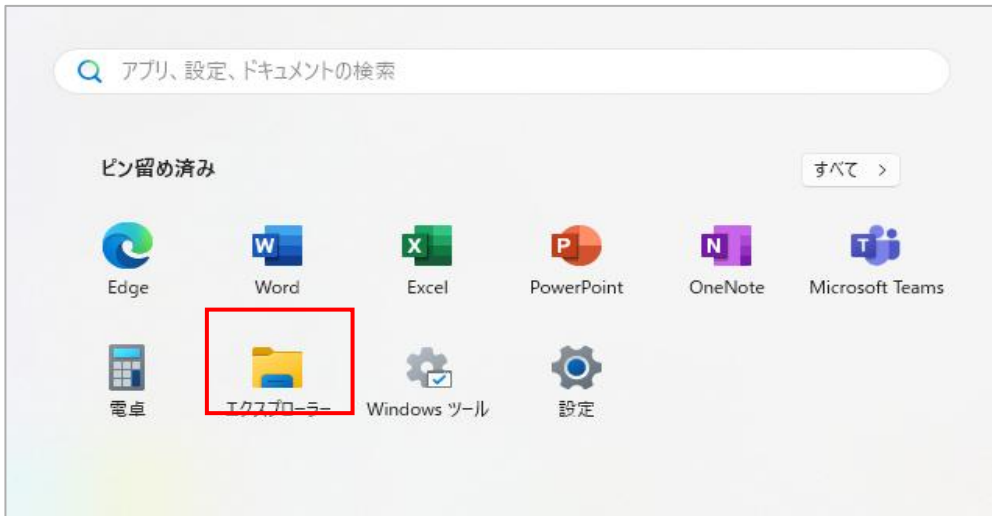 アプリ、設定、ドキュメントの検索
ピン留め済み
すべて >
Edge Word Excel PowerPoint OneNote Microsoft Teams
電卓 エクスプローラー Windows ツール 設定